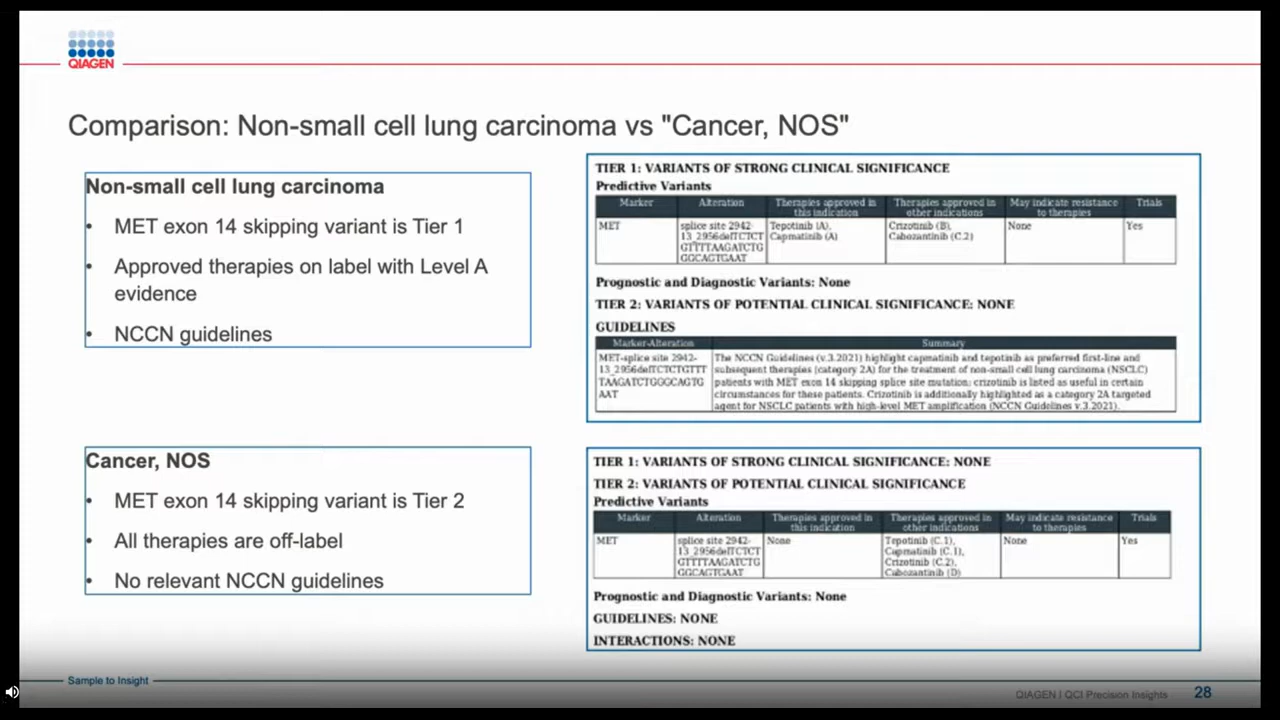 QIAGEN
Comparison: Non-small cell lung carcinoma vs "Cancer, NOS"
Non-small cell lung carcinoma
• MET exon 14 skipping variant is Tier 1
• Approved therapies on label with Level A
evidence
• NCCN guidelines
TIER 1: VARIANTS OF STRONG CLINICAL SIGNIFICANCE
Predictive Variants
Marker Alteration Therapies approved in this indication Therapies approved in other indications May indicate resistance to therapies Trials
MET splice site 2942-13_2956delTCTCTGTTTTAAGATCTGGGCAGTGAAT Tepotinib (A), Capmatinib (A) Crizotinib (B), Cabozantinib (C.2) None Yes
Prognostic and Diagnostic Variants: None
TIER 2: VARIANTS OF POTENTIAL CLINICAL SIGNIFICANCE: NONE
GUIDELINES
Marker-Alteration Summary
MET-splice site 2942-
13_2956delTCTCTGTTT
TAAGATCTGGGCAGTG
AAT
The NCCN Guidelines (v.3.2021) highlight capmatinib and tepotinib as preferred first-line and
subsequent therapies (category 2A) for the treatment of non-small cell lung carcinoma (NSCLC)
patients with MET exon 14 skipping splice site mutation; crizotinib is listed as useful in certain
circumstances for these patients. Crizotinib is additionally highlighted as a category 2A targeted
agent for NSCLC patients with high-level MET amplification (NCCN Guidelines v.3.2021).
Cancer, NOS
• MET exon 14 skipping variant is Tier 2
• All therapies are off-label
• No relevant NCCN guidelines
TIER 1: VARIANTS OF STRONG CLINICAL SIGNIFICANCE: NONE
TIER 2: VARIANTS OF POTENTIAL CLINICAL SIGNIFICANCE
Predictive Variants
Marker Alteration Therapies approved in this indication Therapies approved in other indications May indicate resistance to therapies Trials
MET splice site 2942-13_2956delTCTCTGTTTTAAGATCTGGGCAGTGAAT None Tepotinib (C.1), Capmatinib (C.1), Crizotinib (C.2), Cabozantinib (D) None Yes
Prognostic and Diagnostic Variants: None
GUIDELINES: NONE
INTERACTIONS: NONE
Sample to Insight
QIAGEN | QCI Precision Insights 28